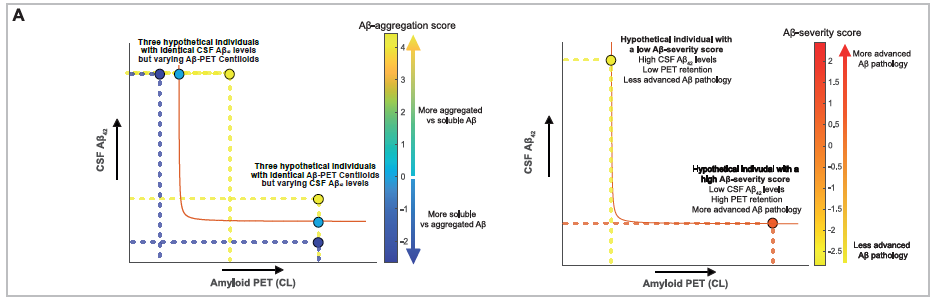 A
Three hypothetical individuals
with identical CSF Aβ₄₂ levels
but varying Aβ-PET Centiloids
Three hypothetical individuals
with identical Aβ-PET Centiloids
but varying CSF Aβ₄₂ levels
CSF Aβ₄₂
Amyloid PET (CL)
Aβ-aggregation score
4
3
2
1
0
-1
-2
More aggregated
vs soluble Aβ
More soluble
vs aggregated Aβ
Hypothetical individual with
a low Aβ-severity score
High CSF Aβ₄₂ levels
Low PET retention
Less advanced Aβ pathology
Hypothetical indivudal with a
high Aβ-severity score
Low CSF Aβ₄₂ levels
High PET retention
More advanced Aβ pathology
CSF Aβ₄₂
Amyloid PET (CL)
Aβ-severity score
2
1.5
1
0,5
0
-0.5
-1
-1.5
-2
-2.5
More advanced
Aβ pathology
Less advanced
Aβ pathology